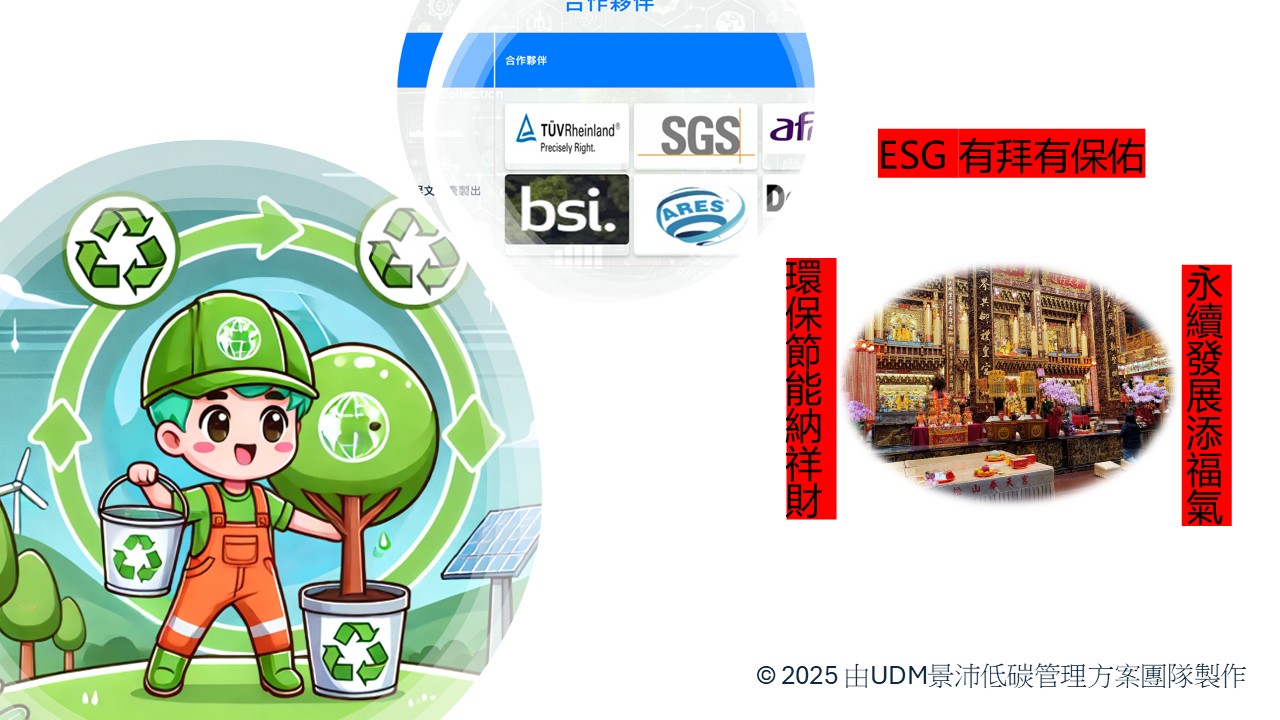 合作夥伴
合作夥伴
TÜVRheinland®
Precisely Right.
SGS
bsi.
ARES®
製出
ESG 有拜有保佑
環保節能納祥財
永續發展添福氣
© 2025 由UDM景沛低碳管理方案團隊製作